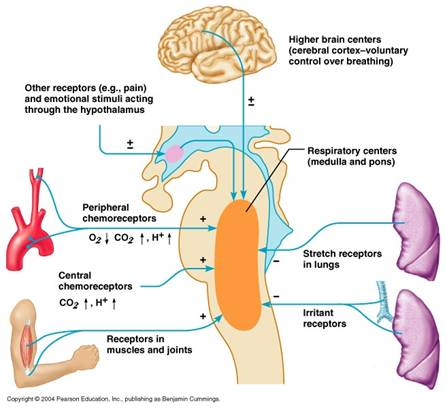 Higher brain centers
(cerebral cortex–voluntary
control over breathing)
±
Other receptors (e.g., pain)
and emotional stimuli acting
through the hypothalamus
±
Respiratory centers
(medulla and pons)
Peripheral
chemoreceptors
+
O₂ ↓ CO₂ ↑, H⁺ ↑
Stretch receptors
in lungs
–
Central
chemoreceptors
+
CO₂ ↑, H⁺ ↑
Irritant
receptors
–
Receptors in
muscles and joints
+
Copyright © 2004 Pearson Education, Inc., publishing as Benjamin Cummings.